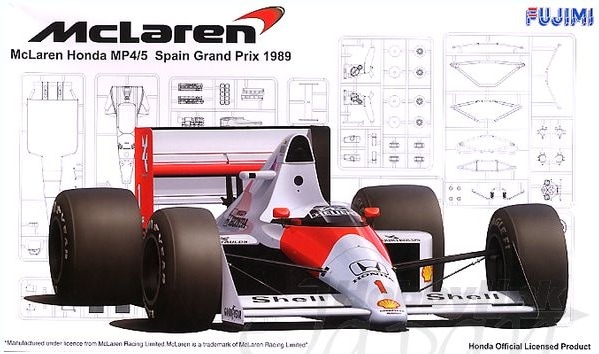 McLaren
FUJIMI
McLaren Honda MP4/5 Spain Grand Prix 1989
HONDA
1
Shell
Shell
"Manufactured under licence from McLaren Racing Limited.McLaren is a trademark of McLaren Racing Limited"
Honda Official Licensed Product